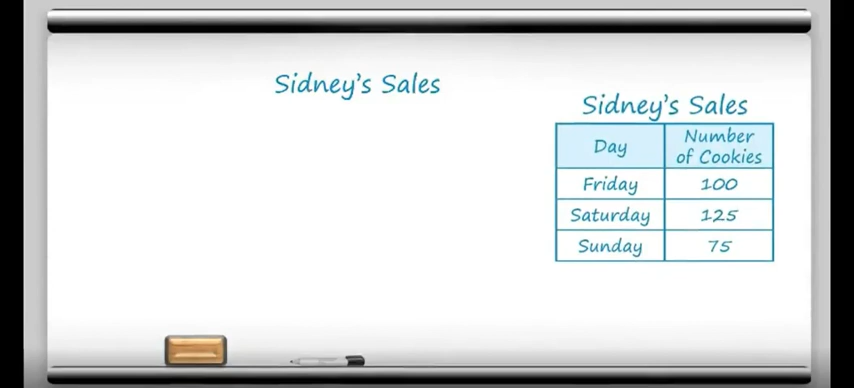 Sidney's Sales
Sidney's Sales
Day
Number
of Cookies
Friday 100
Saturday 125
Sunday 75